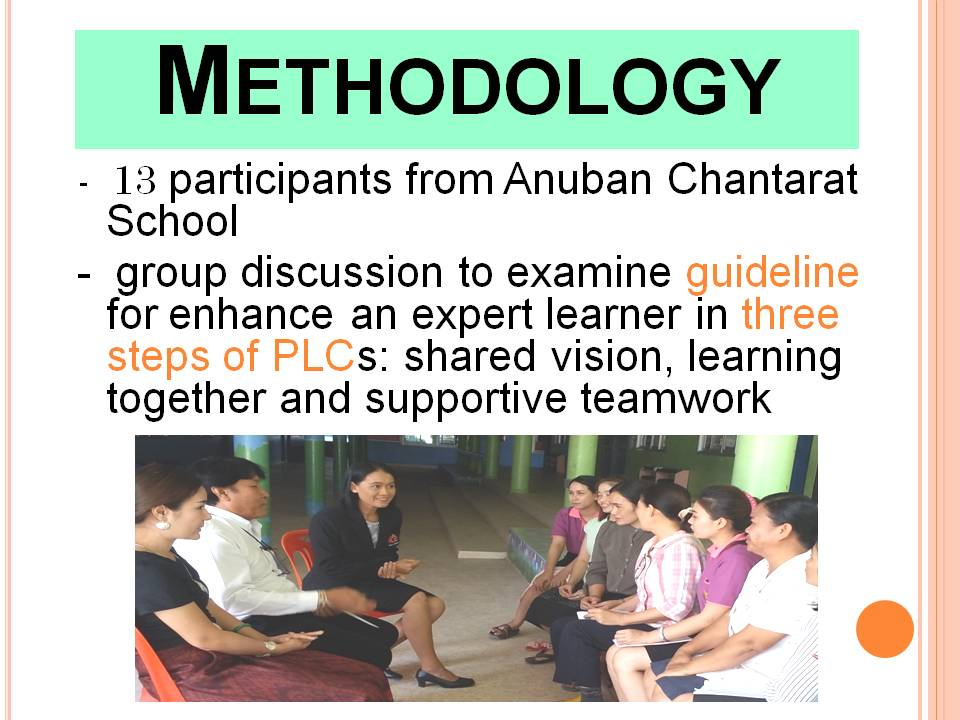 METHODOLOGY
- 13 participants from Anuban Chantarat
School
- group discussion to examine guideline
for enhance an expert learner in three
steps of PLCs: shared vision, learning
together and supportive teamwork